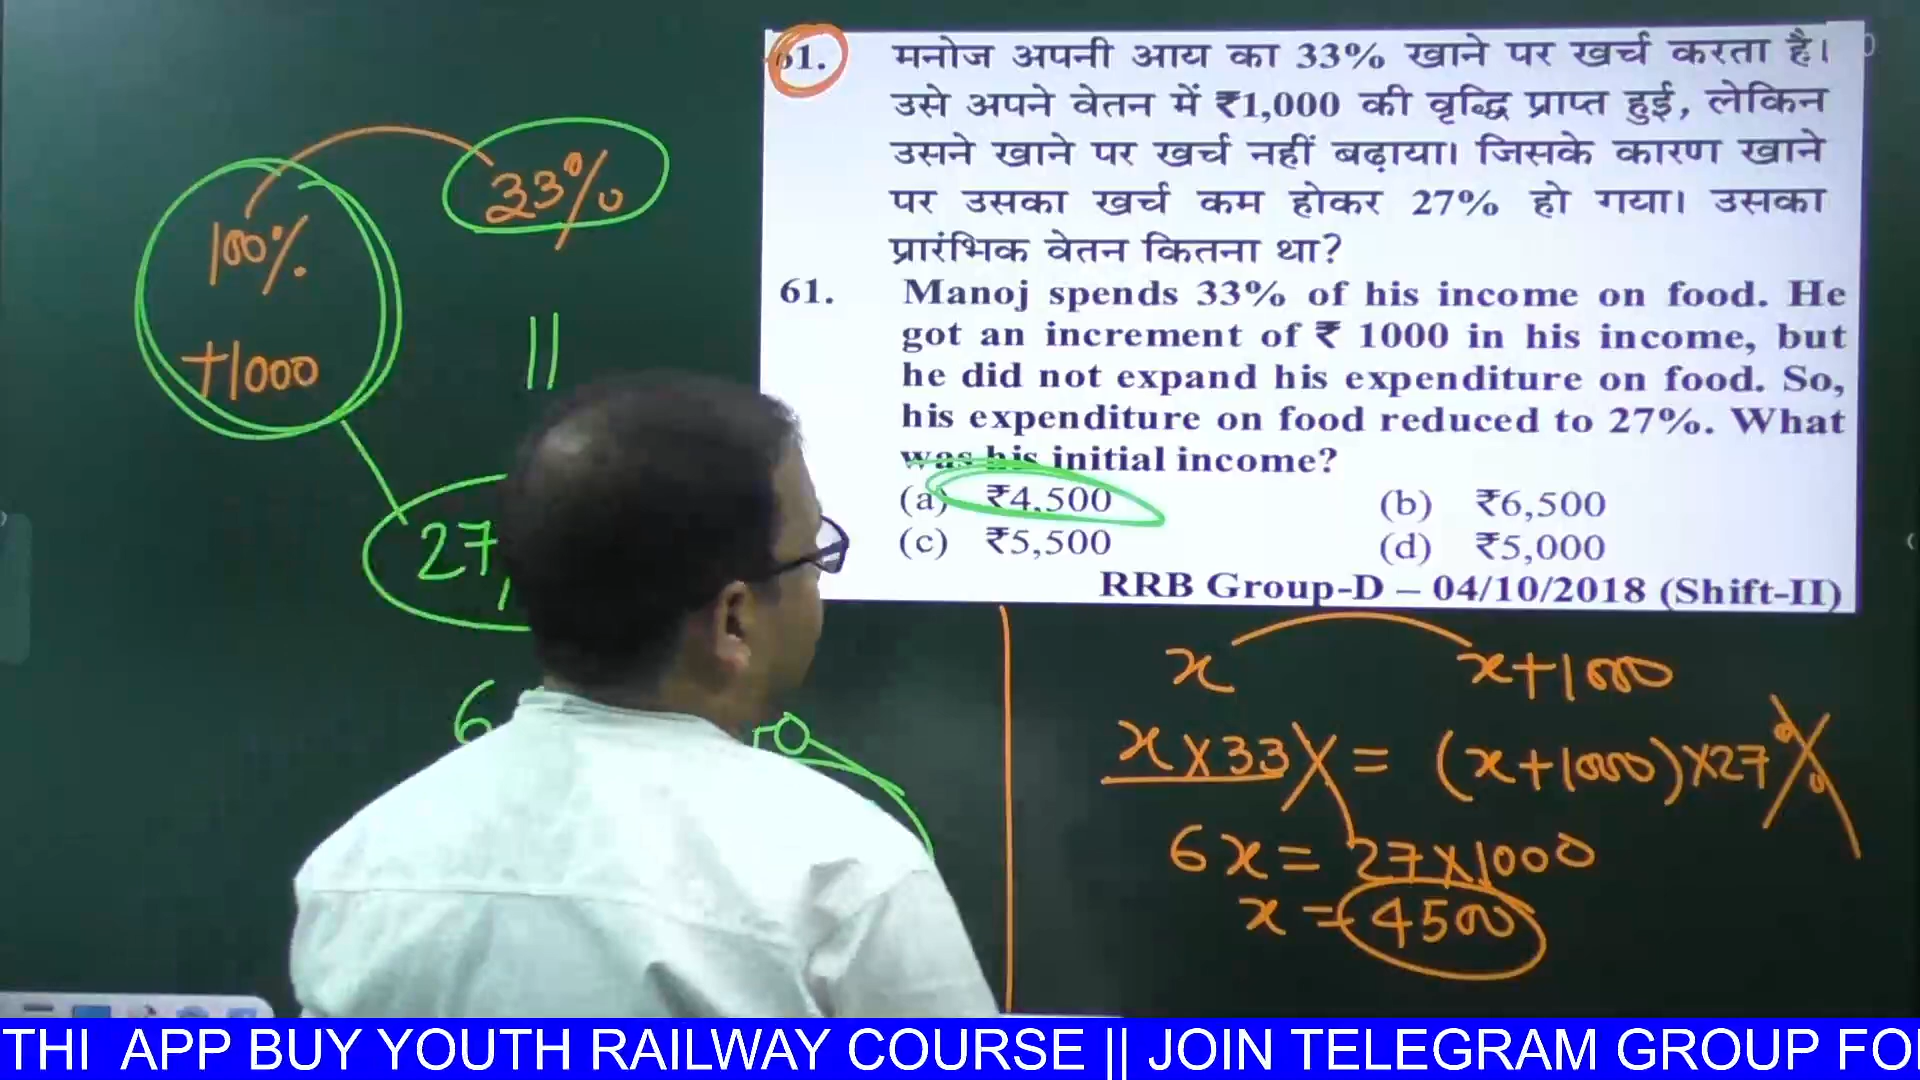 61. मनोज अपनी आय का 33% खाने पर खर्च करता है।
उसे अपने वेतन में ₹1,000 की वृद्धि प्राप्त हुई, लेकिन
उसने खाने पर खर्च नहीं बढ़ाया। जिसके कारण खाने
पर उसका खर्च कम होकर 27% हो गया। उसका
प्रारंभिक वेतन कितना था?
61. Manoj spends 33% of his income on food. He
got an increment of ₹ 1000 in his income, but
he did not expand his expenditure on food. So,
his expenditure on food reduced to 27%. What
was his initial income?
(a) ₹4,500 (b) ₹6,500
(c) ₹5,500 (d) ₹5,000
RRB Group-D – 04/10/2018 (Shift-II)
33%
100%
+1000
||
27
6
x x+1000
x×33% = (x+1000)×27%
6x = 27×1000
x = 4500
THI APP BUY YOUTH RAILWAY COURSE || JOIN TELEGRAM GROUP FO